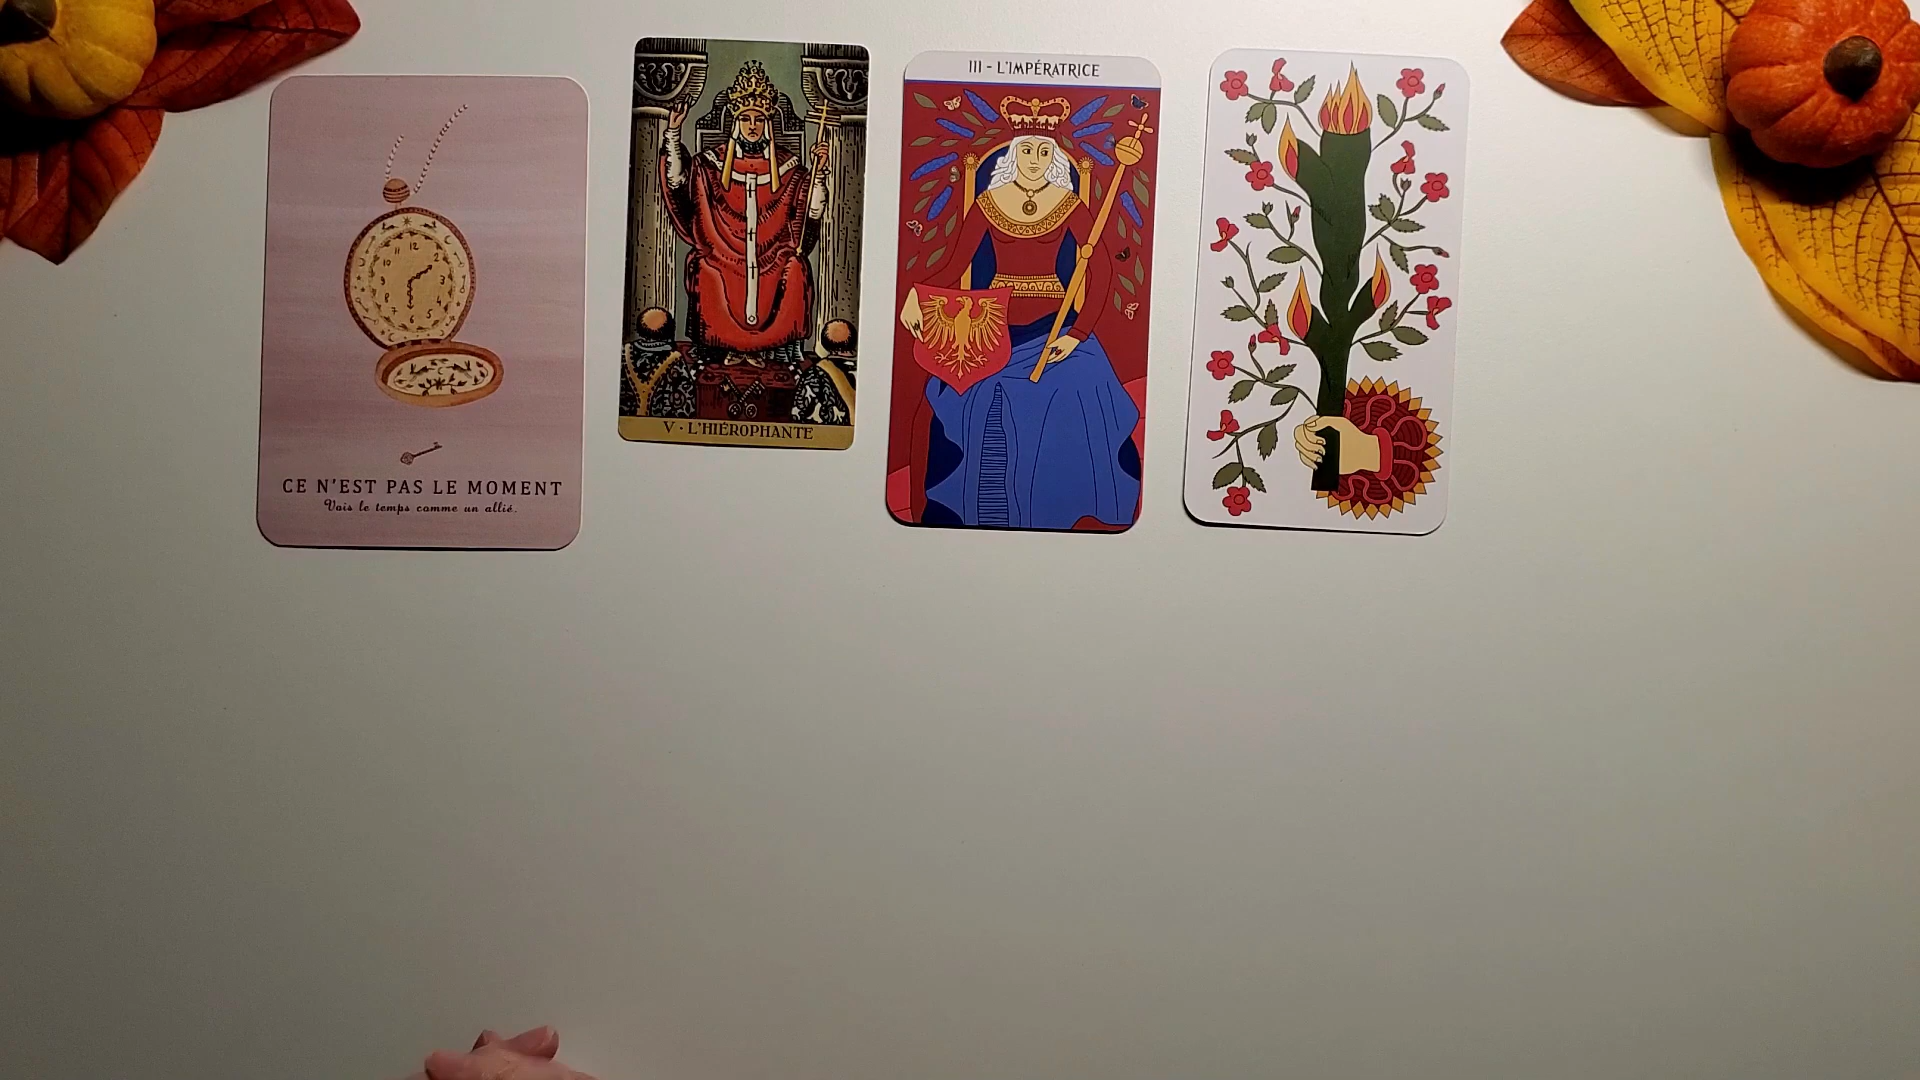 CE N'EST PAS LE MOMENT
Vois le temps comme un allié.
V · L'HIÉROPHANTE
III - L'IMPÉRATRICE